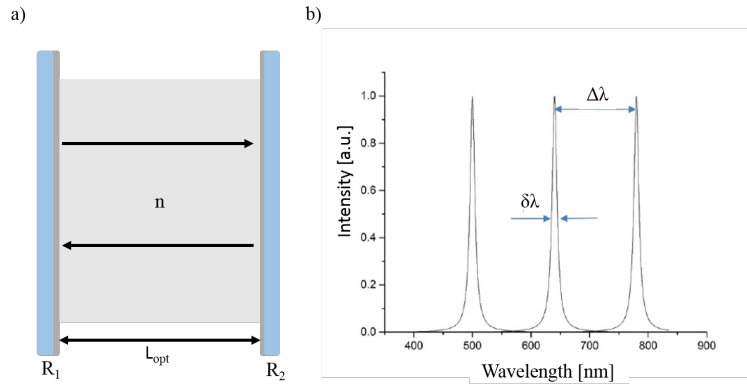 a)
n
L_opt
R₁
R₂
b)
Δλ
δλ
Intensity [a.u.]
1.0
0.8
0.6
0.4
0.2
0.0
400
500
600
700
800
900
Wavelength [nm]